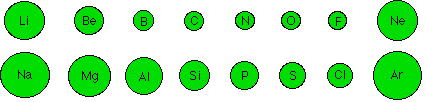 Li Be B C N O F Ne
Na Mg Al Si P S Cl Ar